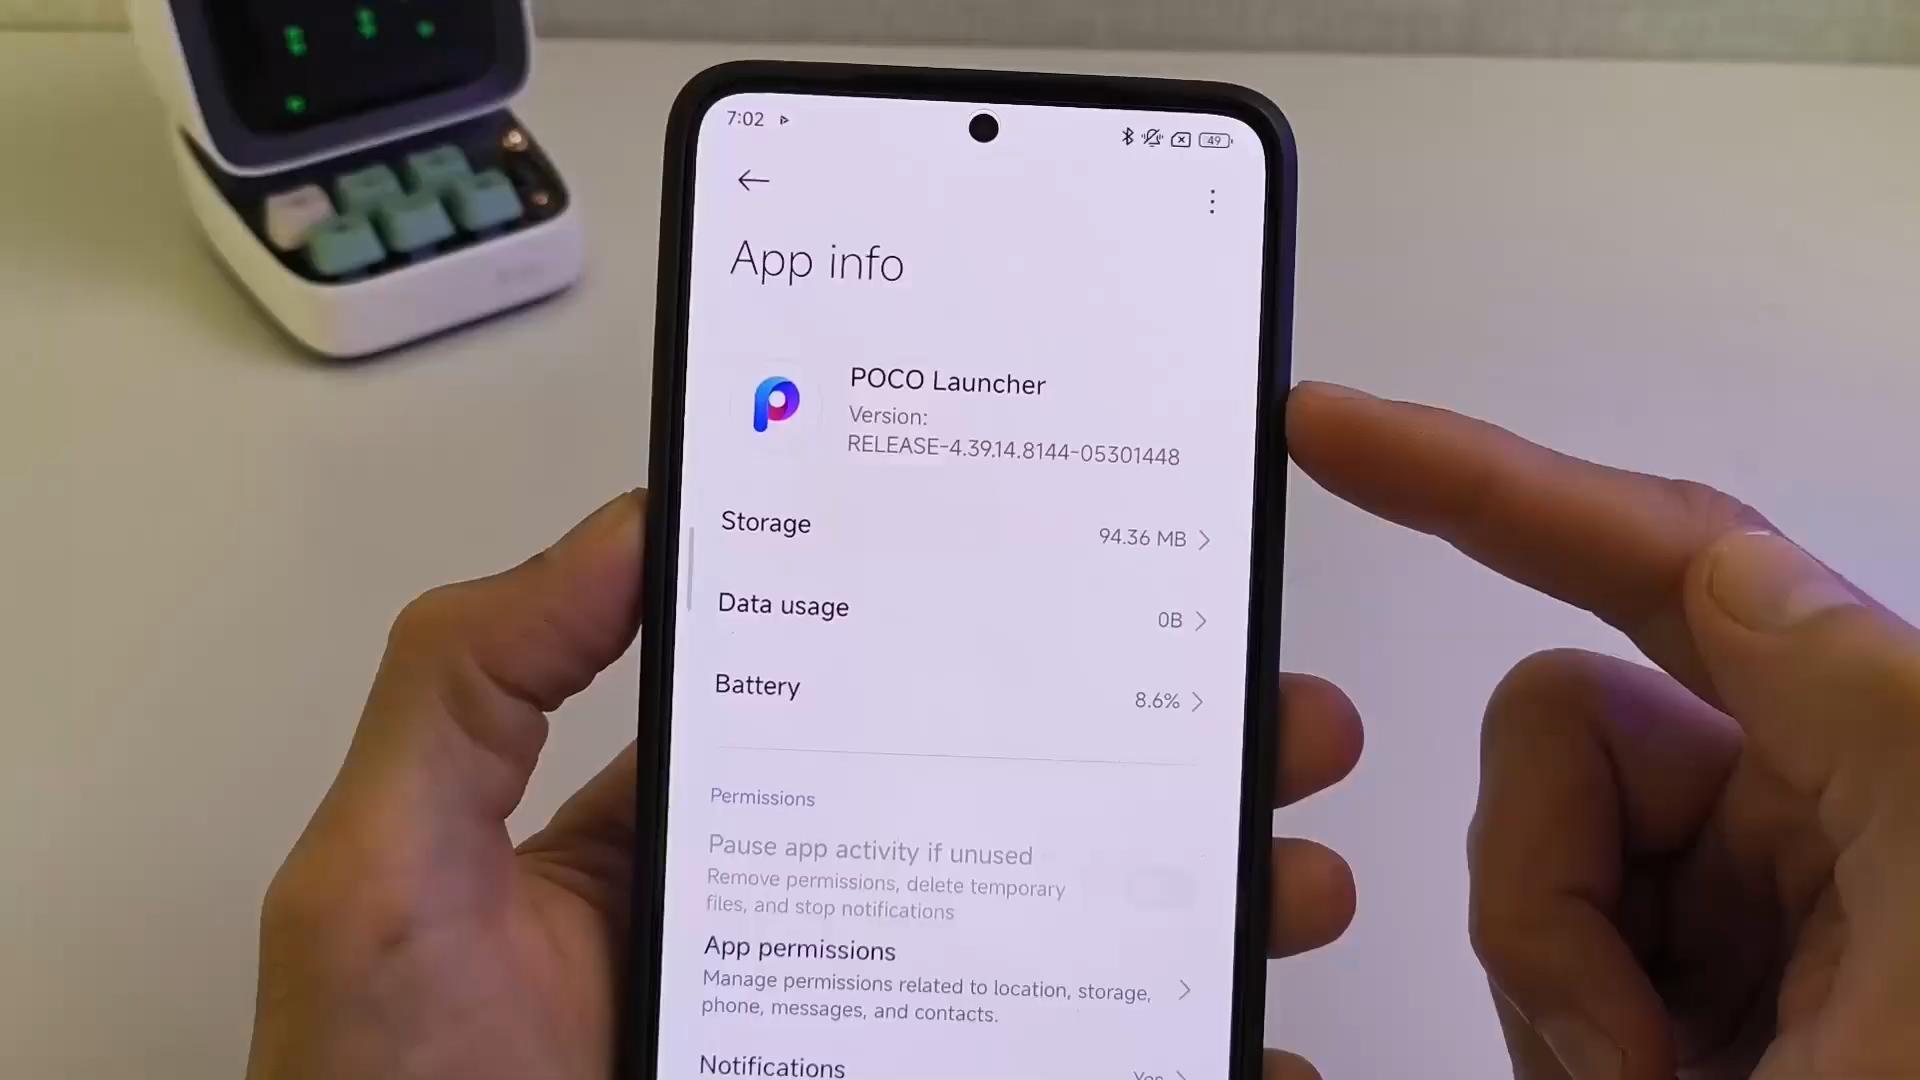 7:02
49
App info
POCO Launcher
Version:
RELEASE-4.39.14.8144-05301448
Storage
94.36 MB
Data usage
0B
Battery
8.6%
Permissions
Pause app activity if unused
Remove permissions, delete temporary
files, and stop notifications
App permissions
Manage permissions related to location, storage,
phone, messages, and contacts.
Notifications
Yes